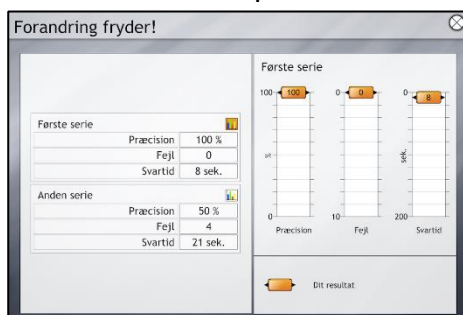 Forandring fryder!
Første serie
Præcision 100 %
Fejl 0
Svartid 8 sek.
Anden serie
Præcision 50 %
Fejl 4
Svartid 21 sek.
Første serie
100 100 0 0 0 8
sek.
0 10 200
Præcision Fejl Svartid
Dit resultat